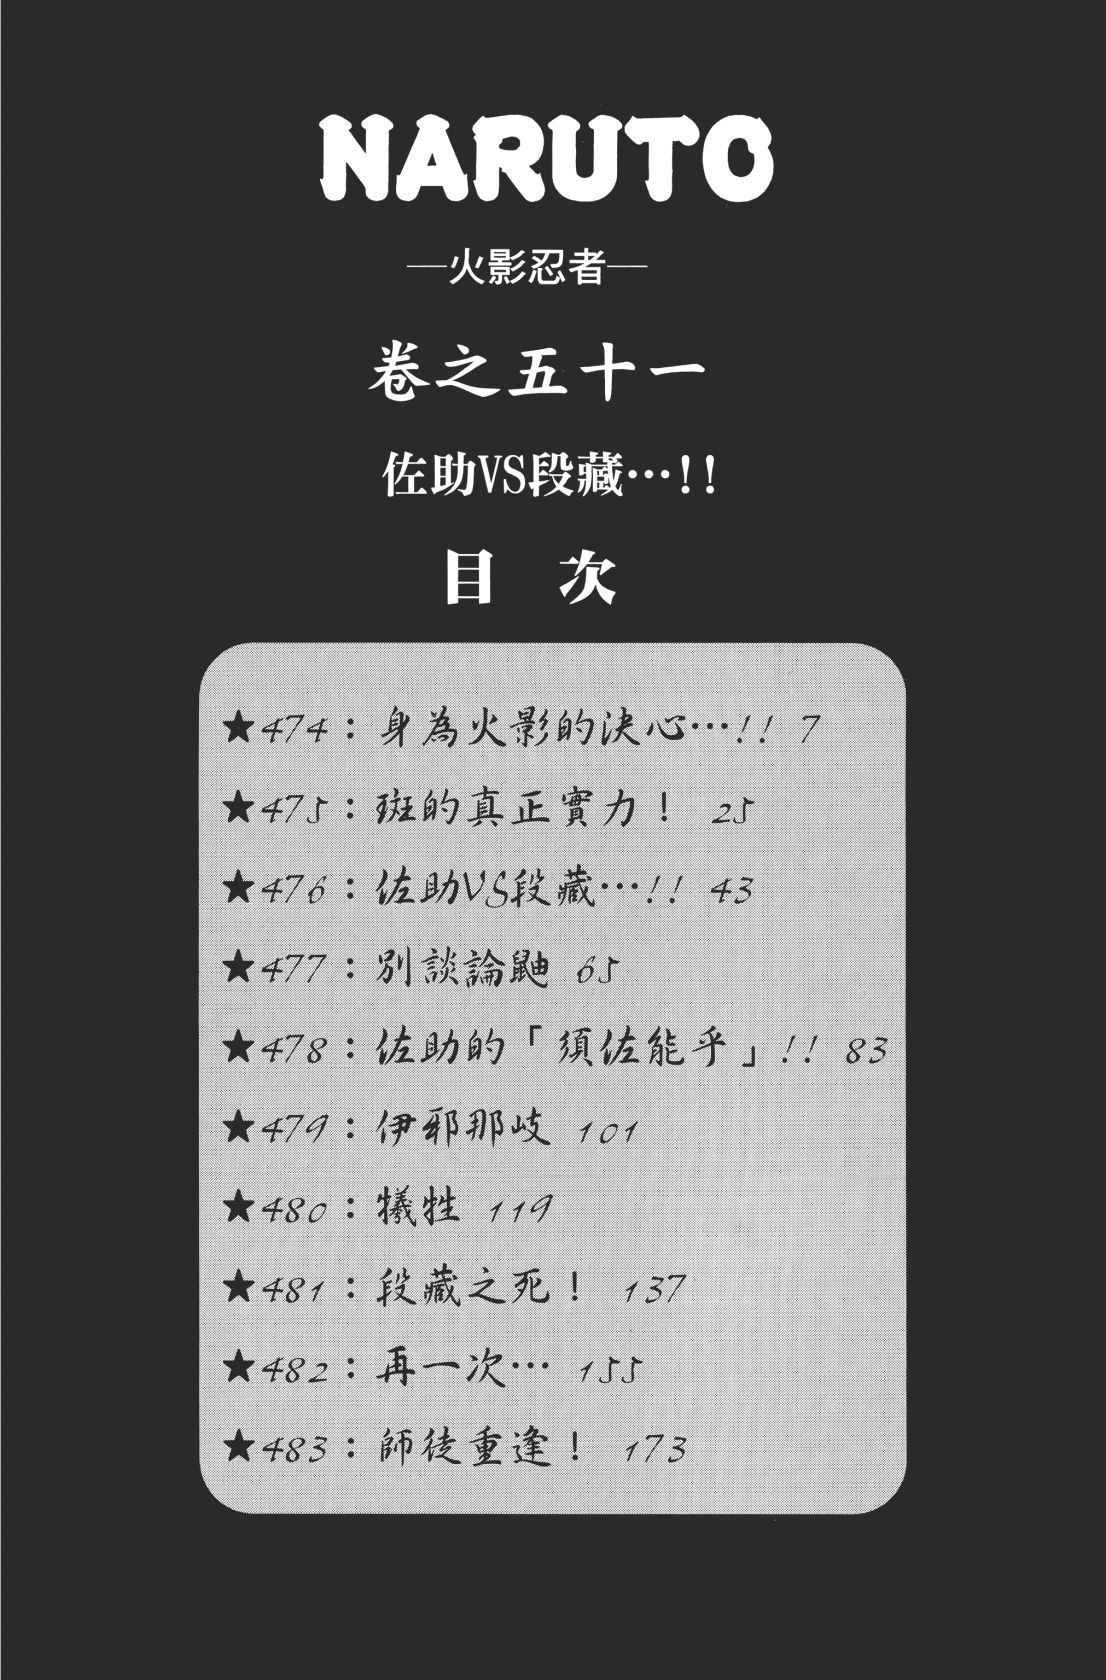 NARUTO
—火影忍者—
卷之五十一
佐助VS段藏…!!
目 次
★474：身為火影的決心…!! 7
★475：斑的真正實力！ 25
★476：佐助VS段藏…!! 43
★477：別談論鼬 65
★478：佐助的「須佐能乎」!! 83
★479：伊邪那岐 101
★480：犧牲 119
★481：段藏之死！ 137
★482：再一次… 155
★483：師徒重逢！ 173